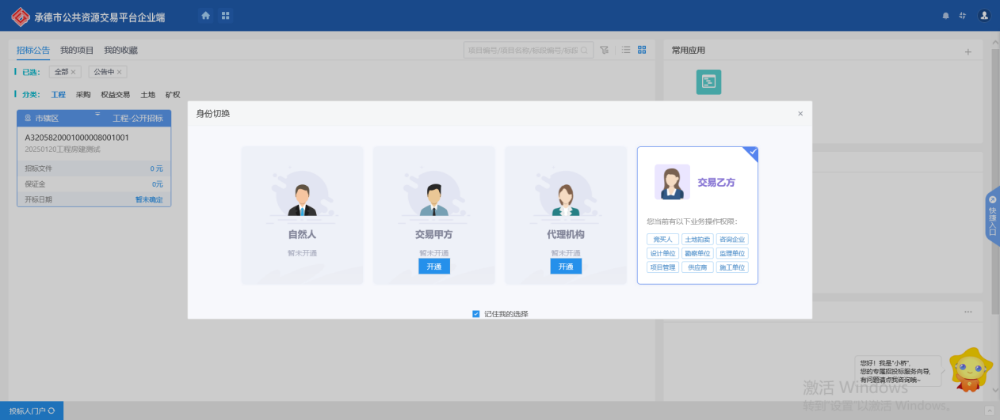 承德市公共资源交易平台企业端
招标公告 我的项目 我的收藏
项目编号/项目名称/标段编号/标段
常用应用
已选： 全部 × 公告中 ×
分类： 工程 采购 权益交易 土地 矿权
市辖区 工程-公开招标
A3205820001000008001001
20250120工程房建测试
招标文件 0 元
保证金 0元
开标日期 暂未确定
身份切换
自然人
暂未开通
交易甲方
暂未开通
开通
代理机构
暂未开通
开通
交易乙方
您当前有以下业务操作权限：
竞买人 土地拍卖 咨询企业
设计单位 勘察单位 监理单位
项目管理 供应商 施工单位
记住我的选择
快捷入口
您好！我是"小桥",
您的专属招投标服务向导,
有问题请点我咨询哦~
激活 Windows
转到"设置"以激活 Windows。
投标人门户